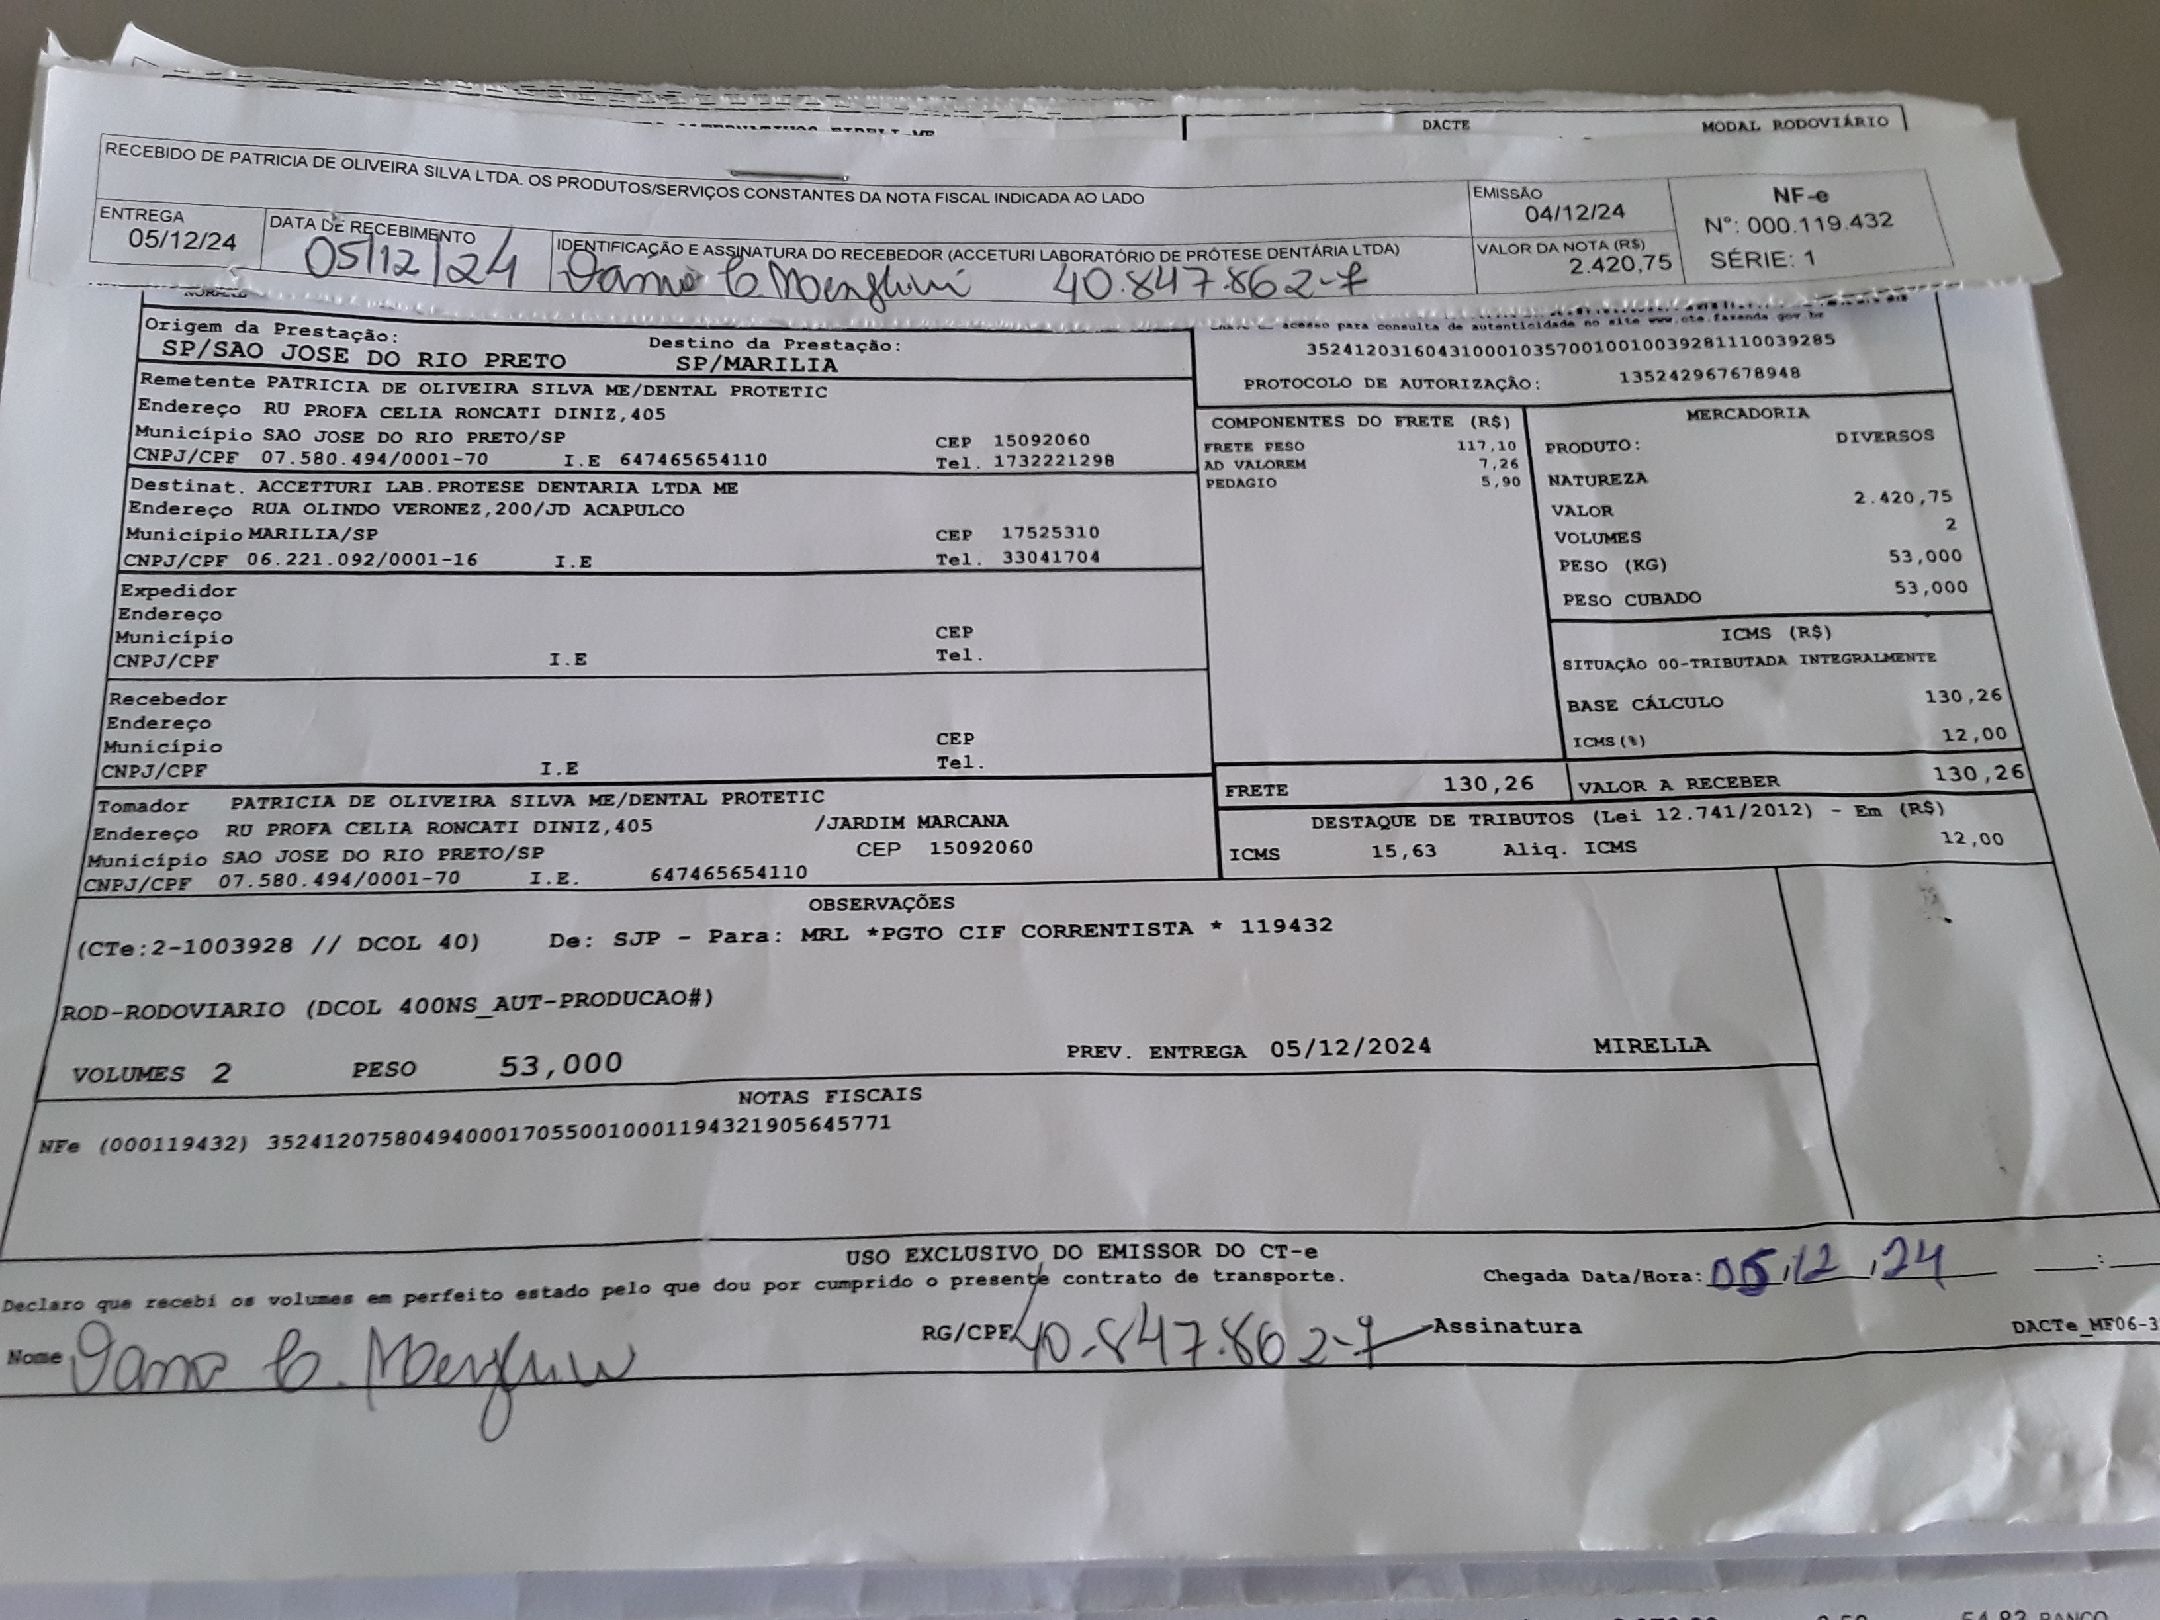 DACTE MODAL RODOVIÁRIO
RECEBIDO DE PATRICIA DE OLIVEIRA SILVA LTDA. OS PRODUTOS/SERVIÇOS CONSTANTES DA NOTA FISCAL INDICADA AO LADO
EMISSÃO
04/12/24
NF-e
Nº: 000.119.432
SÉRIE: 1
ENTREGA
05/12/24
DATA DE RECEBIMENTO
05/12/24
IDENTIFICAÇÃO E ASSINATURA DO RECEBEDOR (ACCETURI LABORATÓRIO DE PRÓTESE DENTÁRIA LTDA)
40.847.862-7
VALOR DA NOTA (R$)
2.420,75
Origem da Prestação: Destino da Prestação:
SP/SAO JOSE DO RIO PRETO SP/MARILIA
acesso para consulta de autenticidade no site www.cte.fazenda.gov.br
35241203160431000103570010010039281110039285
PROTOCOLO DE AUTORIZAÇÃO: 135242967678948
Remetente PATRICIA DE OLIVEIRA SILVA ME/DENTAL PROTETIC
Endereço RU PROFA CELIA RONCATI DINIZ,405
Município SAO JOSE DO RIO PRETO/SP CEP 15092060
CNPJ/CPF 07.580.494/0001-70 I.E 647465654110 Tel. 1732221298
Destinat. ACCETTURI LAB.PROTESE DENTARIA LTDA ME
Endereço RUA OLINDO VERONEZ,200/JD ACAPULCO
Município MARILIA/SP CEP 17525310
CNPJ/CPF 06.221.092/0001-16 I.E Tel. 33041704
Expedidor
Endereço
Município CEP
CNPJ/CPF I.E Tel.
Recebedor
Endereço
Município CEP
CNPJ/CPF I.E Tel.
Tomador PATRICIA DE OLIVEIRA SILVA ME/DENTAL PROTETIC
Endereço RU PROFA CELIA RONCATI DINIZ,405 /JARDIM MARCANA
Município SAO JOSE DO RIO PRETO/SP CEP 15092060
CNPJ/CPF 07.580.494/0001-70 I.E. 647465654110
COMPONENTES DO FRETE (R$)
FRETE PESO 117,10
AD VALOREM 7,26
PEDAGIO 5,90
MERCADORIA
PRODUTO: DIVERSOS
NATUREZA
VALOR 2.420,75
VOLUMES 2
PESO (KG) 53,000
PESO CUBADO 53,000
ICMS (R$)
SITUAÇÃO 00-TRIBUTADA INTEGRALMENTE
BASE CÁLCULO 130,26
ICMS(%) 12,00
FRETE 130,26 VALOR A RECEBER 130,26
DESTAQUE DE TRIBUTOS (Lei 12.741/2012) - Em (R$)
ICMS 15,63 Aliq. ICMS 12,00
OBSERVAÇÕES
(CTe:2-1003928 // DCOL 40) De: SJP - Para: MRL *PGTO CIF CORRENTISTA * 119432
ROD-RODOVIARIO (DCOL 400NS_AUT-PRODUCAO#)
VOLUMES 2 PESO 53,000 PREV. ENTREGA 05/12/2024 MIRELLA
NOTAS FISCAIS
NFe (000119432) 35241207580494000170550010001194321905645771
USO EXCLUSIVO DO EMISSOR DO CT-e
Declaro que recebi os volumes em perfeito estado pelo que dou por cumprido o presente contrato de transporte.
Chegada Data/Hora: 05/12/24 __:__
Nome RG/CPF 40.847.862-7 Assinatura
DACTe_MF06-3
54,82 BANCO